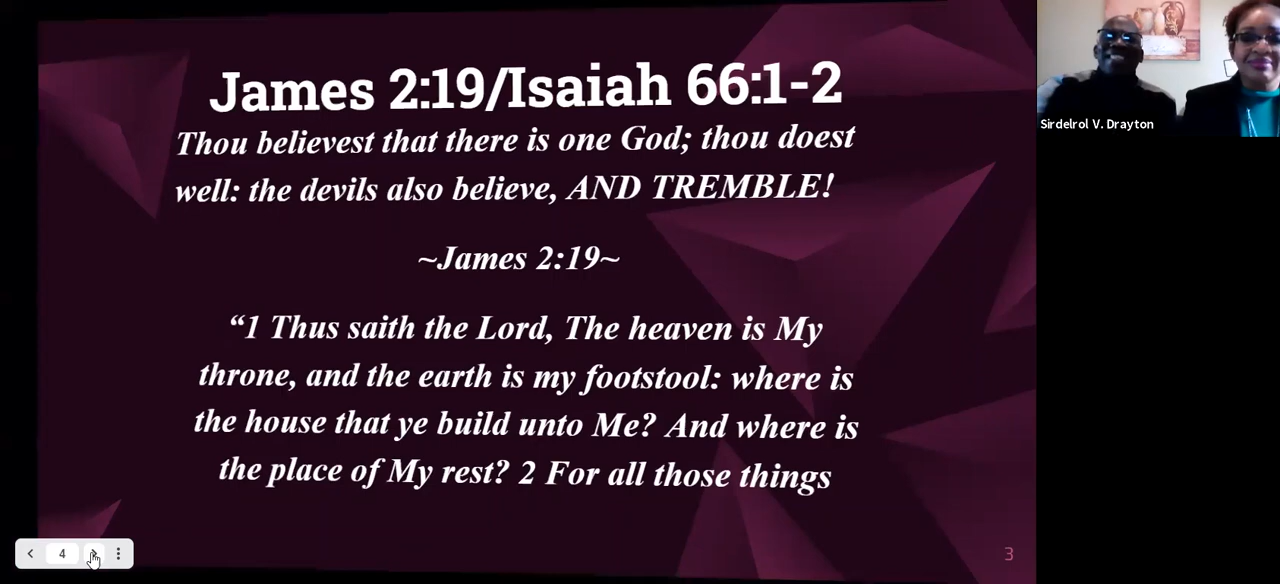 James 2:19/Isaiah 66:1-2
Thou believest that there is one God; thou doest
well: the devils also believe, AND TREMBLE!
~James 2:19~
“1 Thus saith the Lord, The heaven is My
throne, and the earth is my footstool: where is
the house that ye build unto Me? And where is
the place of My rest? 2 For all those things
3
4
Sirdelrol V. Drayton